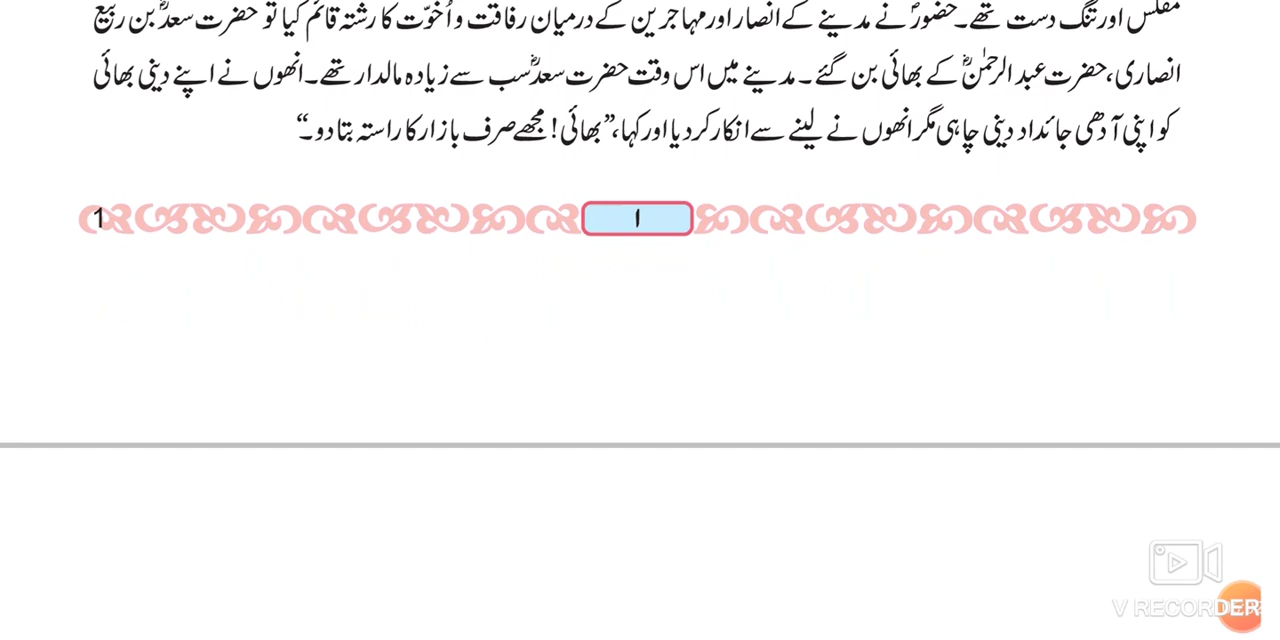 مفلس اور تنگ دست تھے۔ حضورؐ نے مدینے کے انصار اور مہاجرین کے درمیان رفاقت و اُخوّت کا رشتہ قائم کیا تو حضرت سعدؓ بن ربیع
انصاری، حضرت عبد الرحمٰنؓ کے بھائی بن گئے۔ مدینے میں اس وقت حضرت سعدؓ سب سے زیادہ مالدار تھے۔ انھوں نے اپنے دینی بھائی
کو اپنی آدھی جائداد دینی چاہی مگر انھوں نے لینے سے انکار کر دیا اور کہا، ”بھائی! مجھے صرف بازار کا راستہ بتا دو۔“
۱
1
V RECORDER